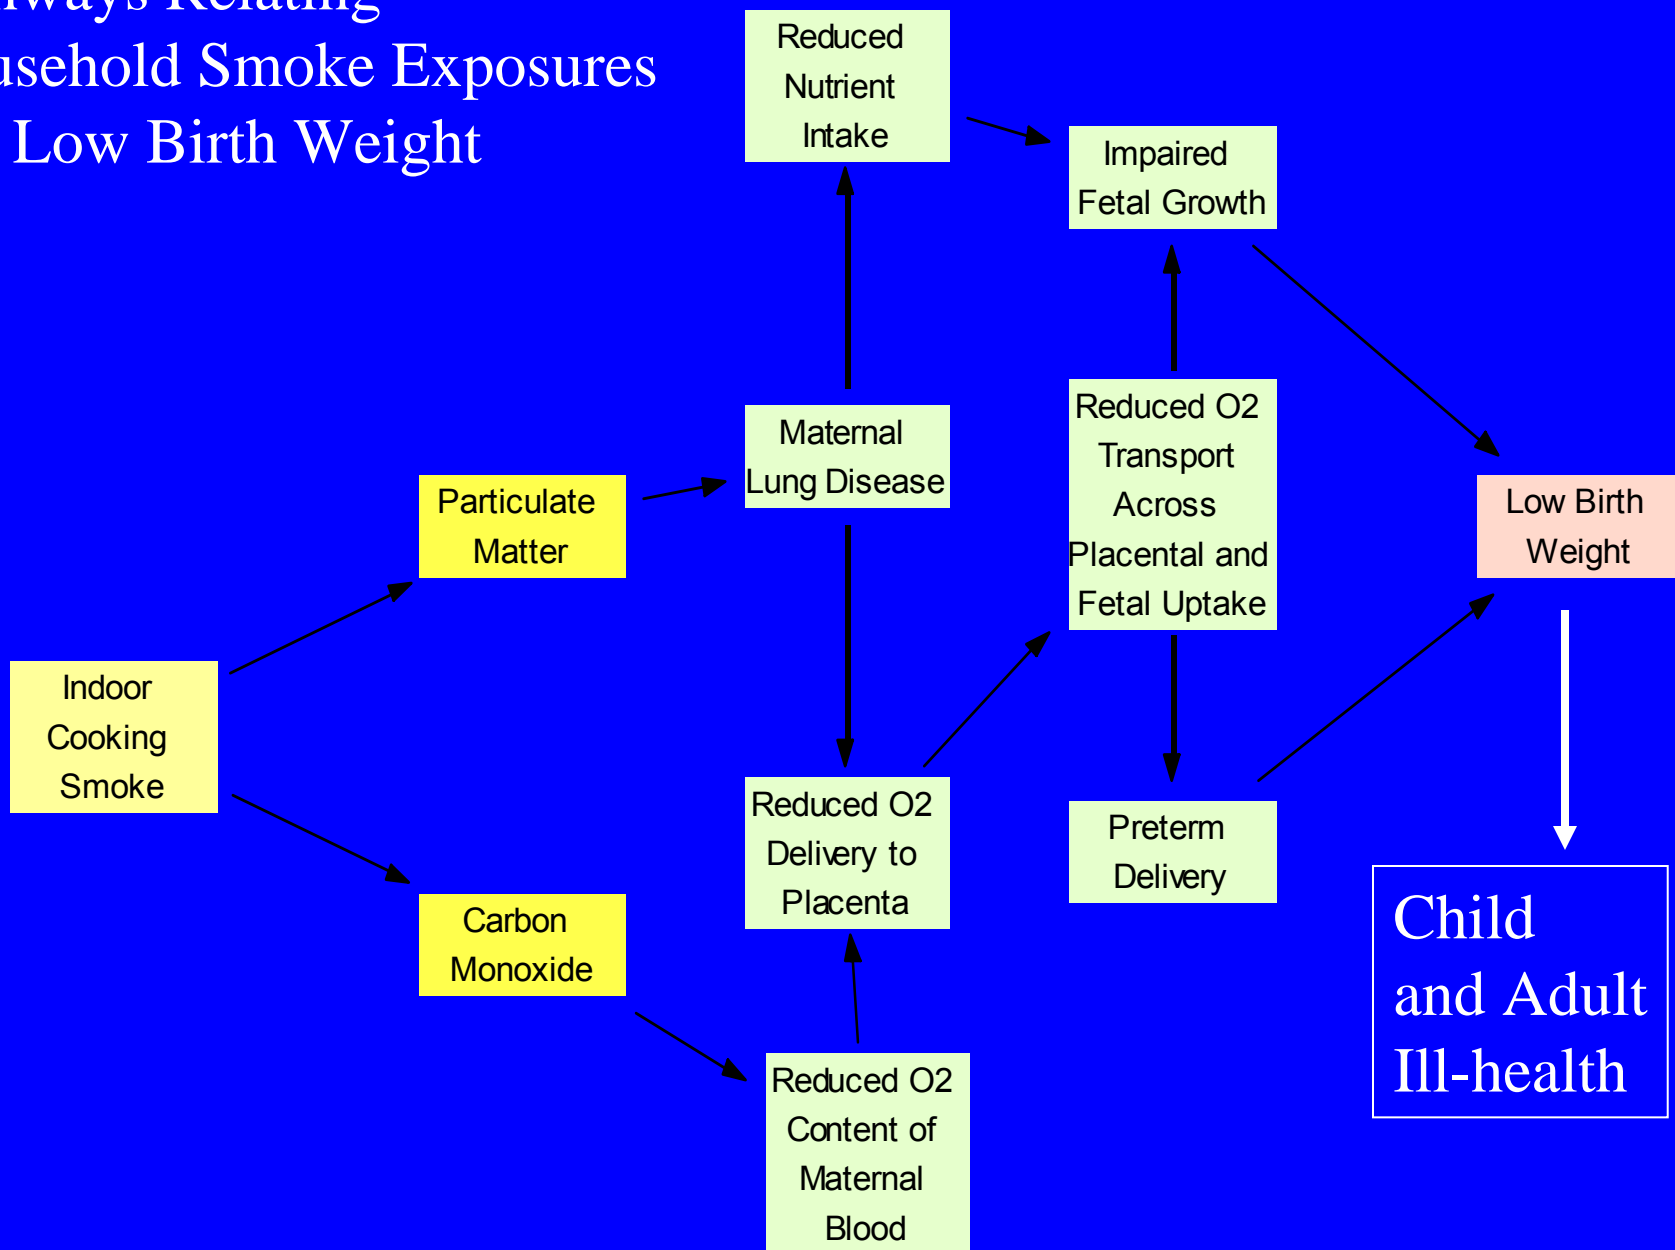 Relating
Smoke Exposures
Low Birth Weight
Reduced
Nutrient
Intake
Impaired
Fetal Growth
Maternal
Lung Disease
Reduced O2
Transport
Across
Placental and
Fetal Uptake
Particulate
Matter
Low Birth
Weight
Indoor
Cooking
Smoke
Reduced O2
Delivery to
Placenta
Preterm
Delivery
Carbon
Monoxide
Child
and Adult
Ill-health
Reduced O2
Content of
Maternal
Blood